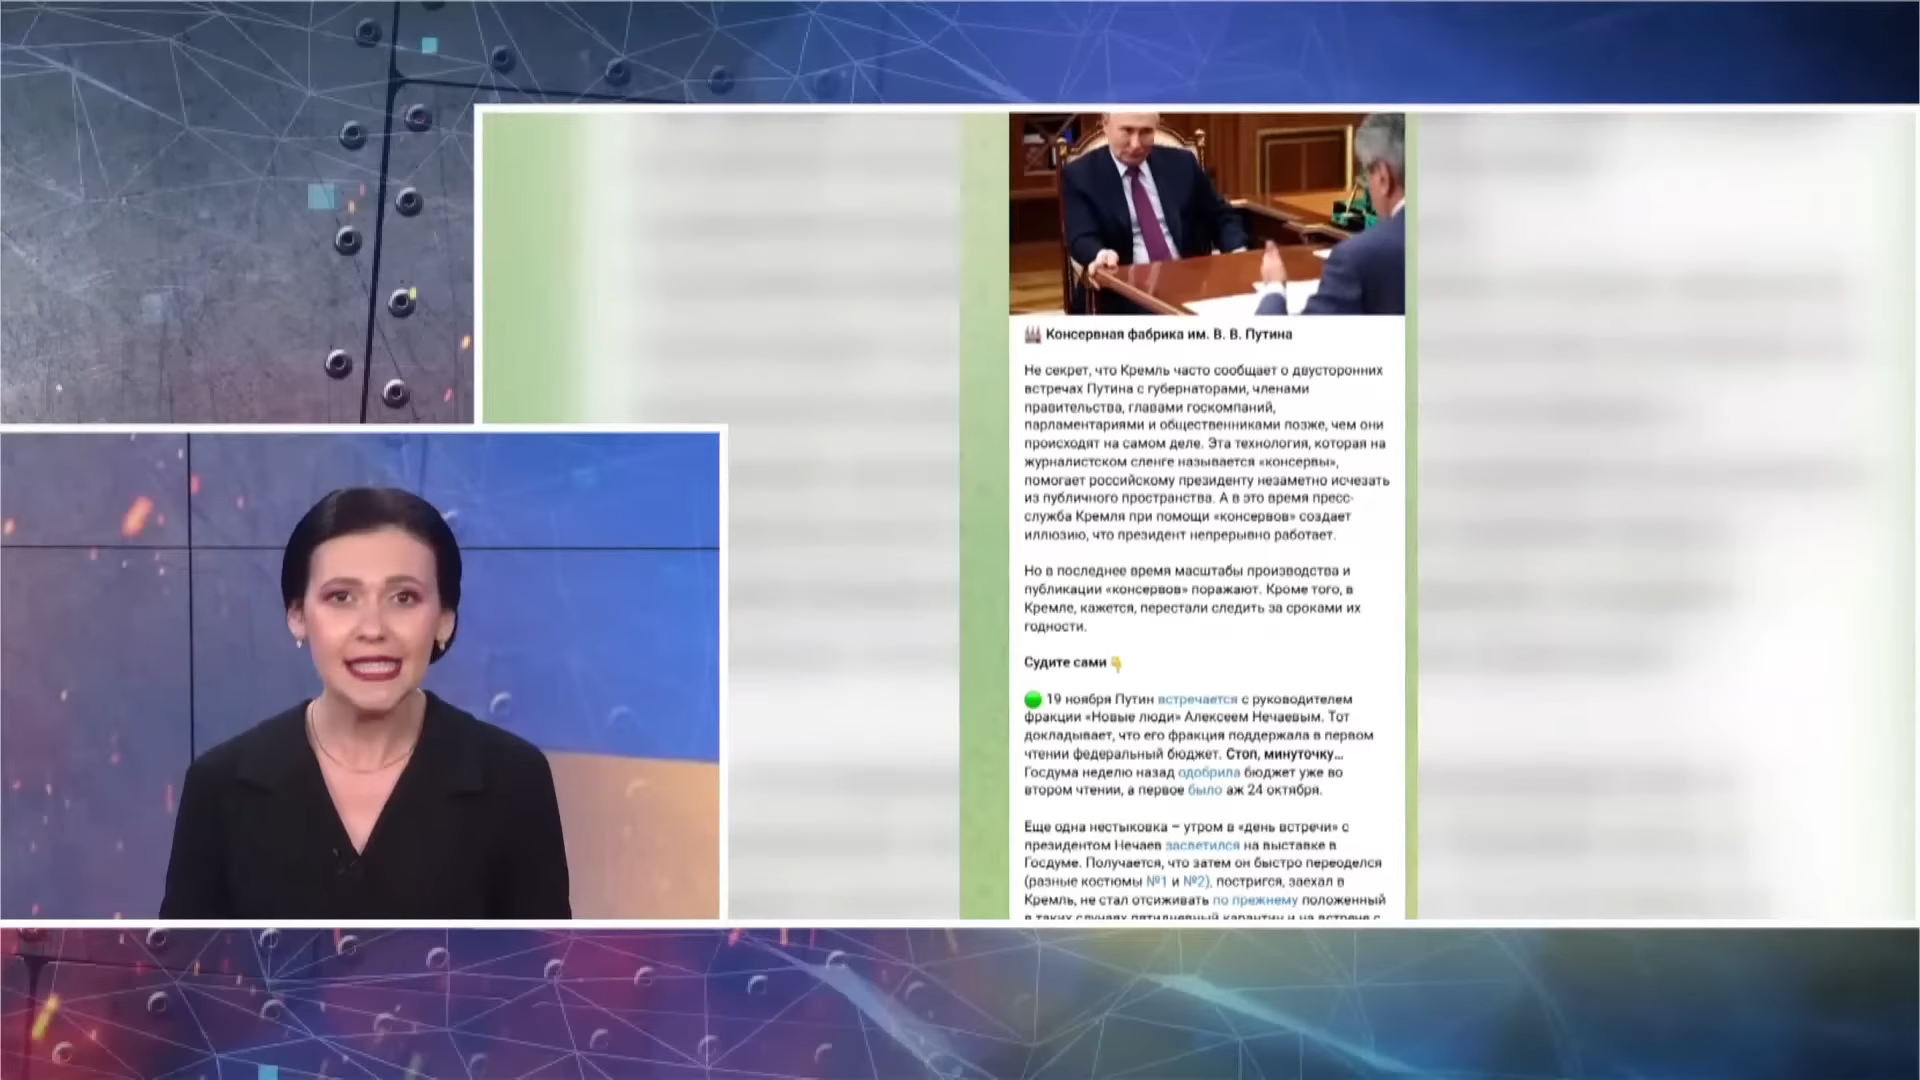 Консервная фабрика им. В. В. Путина
Не секрет, что Кремль часто сообщает о двусторонних
встречах Путина с губернаторами, членами
правительства, главами госкомпаний,
парламентариями и общественниками позже, чем они
происходят на самом деле. Эта технология, которая на
журналистском сленге называется «консервы»,
помогает российскому президенту незаметно исчезать
из публичного пространства. А в это время пресс-
служба Кремля при помощи «консервов» создает
иллюзию, что президент непрерывно работает.
Но в последнее время масштабы производства и
публикации «консервов» поражают. Кроме того, в
Кремле, кажется, перестали следить за сроками их
годности.
Судите сами
19 ноября Путин встречается с руководителем
фракции «Новые люди» Алексеем Нечаевым. Тот
докладывает, что его фракция поддержала в первом
чтении федеральный бюджет. Стоп, минуточку...
Госдума неделю назад одобрила бюджет уже во
втором чтении, а первое было аж 24 октября.
Еще одна нестыковка – утром в «день встречи» с
президентом Нечаев засветился на выставке в
Госдуме. Получается, что затем он быстро переоделся
(разные костюмы №1 и №2), постригся, заехал в
Кремль, не стал отсиживать по прежнему положенный
в таких случаях пятидневный карантин и на встрече с